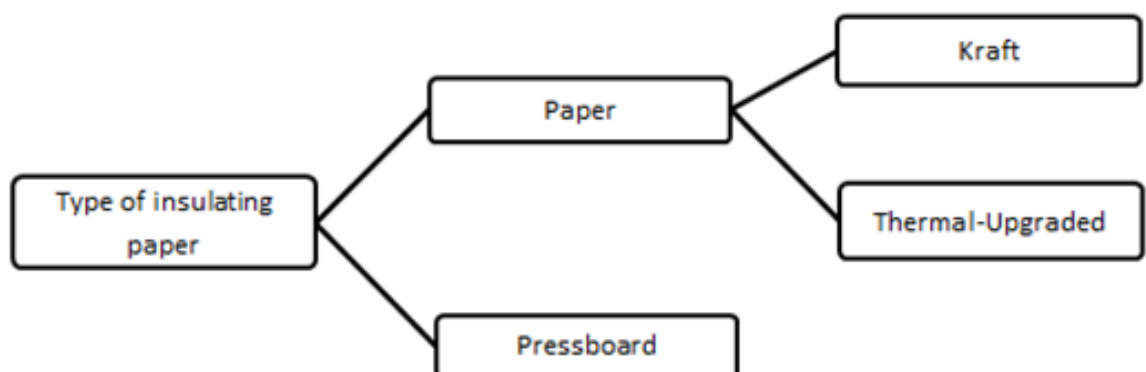 Kraft
Paper
Type of insulating
paper
Thermal-Upgraded
Pressboard